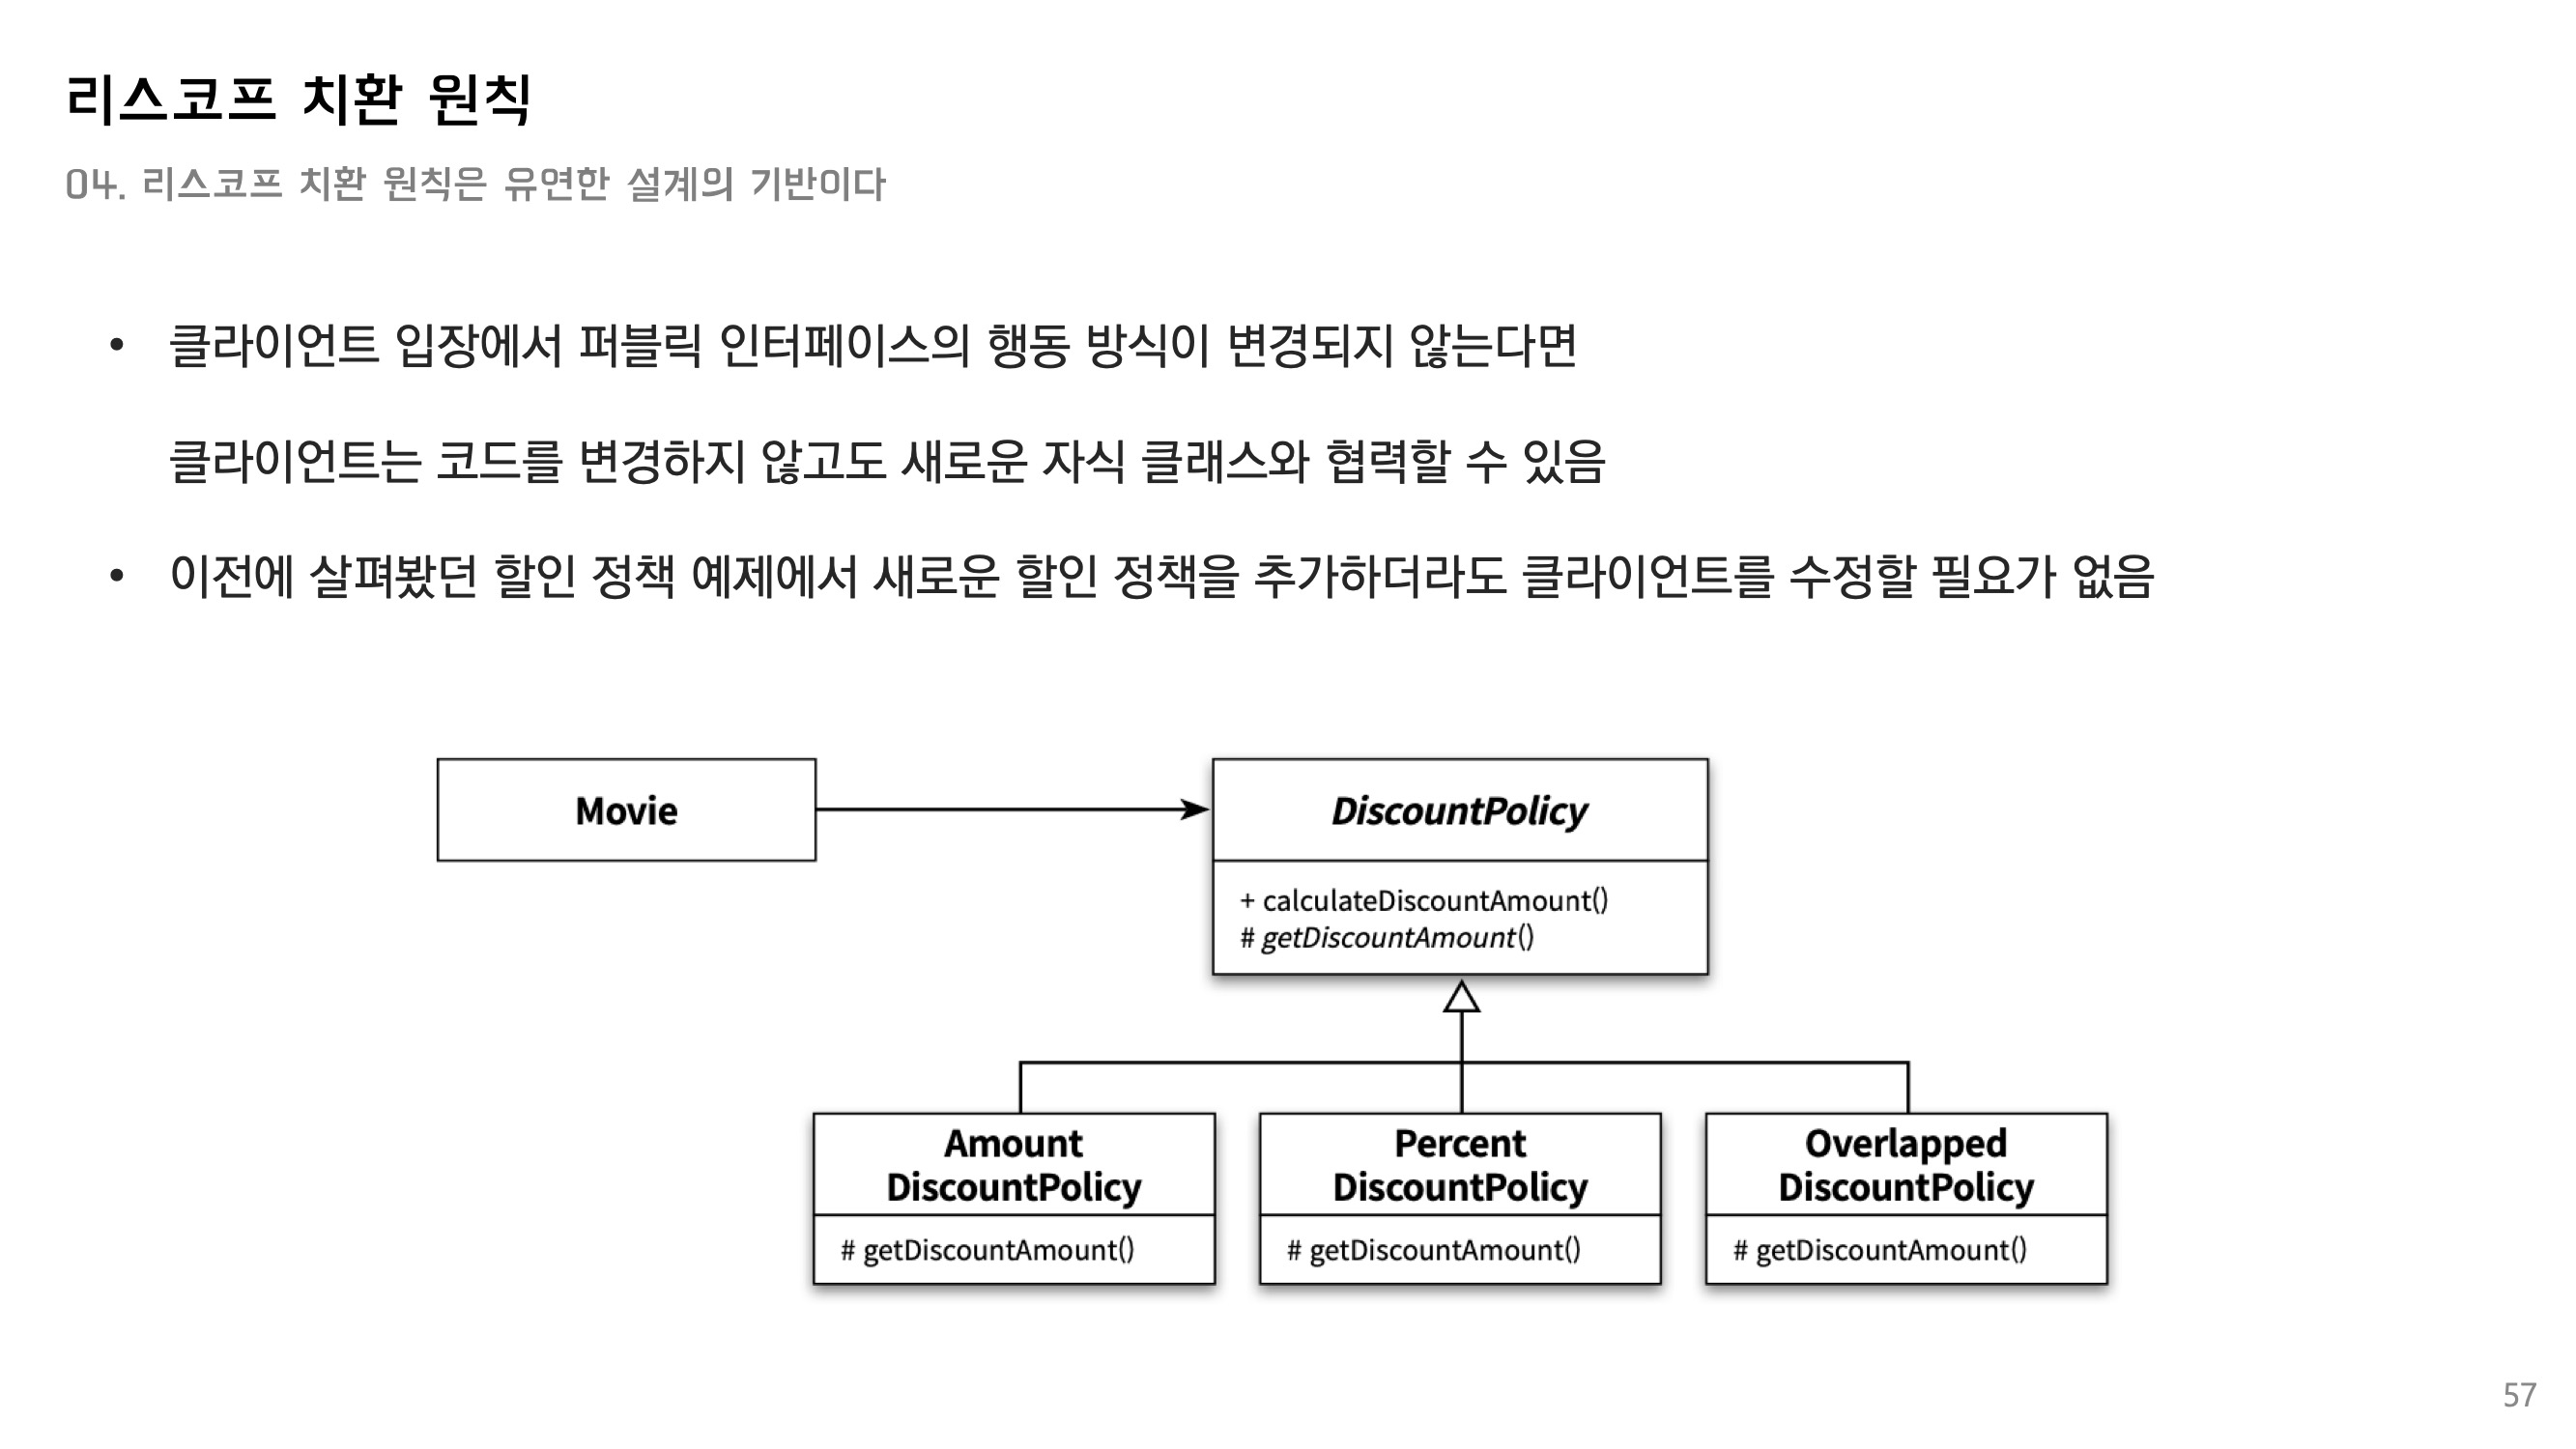 리스코프 치환 원칙
04. 리스코프 치환 원칙은 유연한 설계의 기반이다
• 클라이언트 입장에서 퍼블릭 인터페이스의 행동 방식이 변경되지 않는다면
클라이언트는 코드를 변경하지 않고도 새로운 자식 클래스와 협력할 수 있음
• 이전에 살펴봤던 할인 정책 예제에서 새로운 할인 정책을 추가하더라도 클라이언트를 수정할 필요가 없음
Movie
DiscountPolicy
+ calculateDiscountAmount()
# getDiscountAmount()
Amount
DiscountPolicy
# getDiscountAmount()
Percent
DiscountPolicy
# getDiscountAmount()
Overlapped
DiscountPolicy
# getDiscountAmount()
57